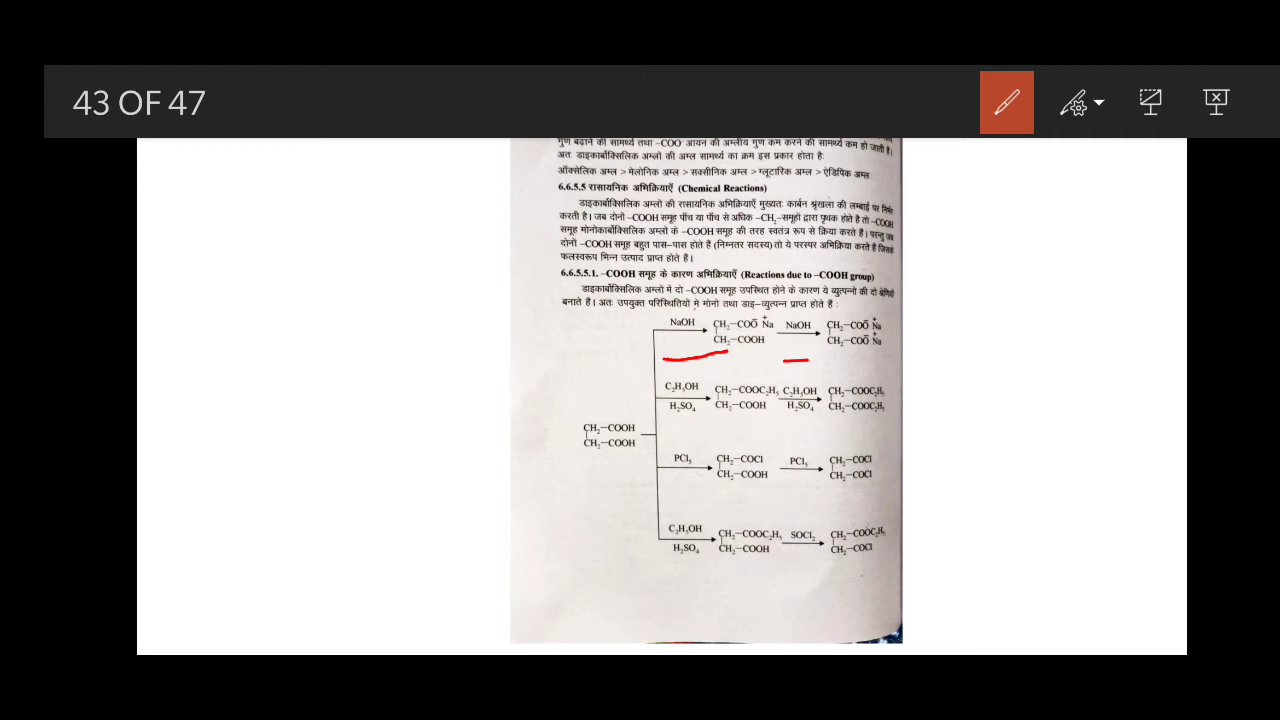 43 OF 47
गुण बढ़ाने की सामर्थ्य तथा –COO⁻ आयन की अम्लीय गुण कम करने की सामर्थ्य कम हो जाती है।
अतः डाइकार्बोक्सिलिक अम्लों की अम्ल सामर्थ्य का क्रम इस प्रकार होता है:
ऑक्सेलिक अम्ल > मेलोनिक अम्ल > सक्सीनिक अम्ल > ग्लूटारिक अम्ल > ऐडिपिक अम्ल
6.6.5.5 रासायनिक अभिक्रियाएँ (Chemical Reactions)
डाइकार्बोक्सिलिक अम्लों की रासायनिक अभिक्रियाएँ मुख्यतः कार्बन श्रृंखला की लम्बाई पर निर्भर
करती है। जब दोनो –COOH समूह पाँच या पाँच से अधिक –CH₂–समूहों द्वारा पृथक होते है तो –COOH
समूह मोनोकार्बोक्सिलिक अम्लों के –COOH समूह की तरह स्वतंत्र रूप से क्रिया करते हैं। परन्तु जब
दोनों –COOH समूह बहुत पास–पास होते हैं (निम्नतर सदस्य) तो ये परस्पर अभिक्रिया करते हैं जिसके
फलस्वरूप भिन्न उत्पाद प्राप्त होते हैं।
6.6.5.5.1. –COOH समूह के कारण अभिक्रियाएँ (Reactions due to –COOH group)
डाइकार्बोक्सिलिक अम्लों में दो –COOH समूह उपस्थित होने के कारण ये व्युत्पन्नो की दो श्रेणियाँ
बनाते हैं। अतः उपयुक्त परिस्थितियो मे मोनो तथा डाइ–व्युत्पन्न प्राप्त होते हैं :
NaOH CH₂–COO⁻ Na⁺ NaOH CH₂–COO⁻ Na⁺
CH₂–COOH CH₂–COO⁻ Na⁺
C₂H₅OH CH₂–COOC₂H₅ C₂H₅OH CH₂–COOC₂H₅
H₂SO₄ CH₂–COOH H₂SO₄ CH₂–COOC₂H₅
CH₂–COOH
CH₂–COOH
PCl₅ CH₂–COCl PCl₅ CH₂–COCl
CH₂–COOH CH₂–COCl
C₂H₅OH CH₂–COOC₂H₅ SOCl₂ CH₂–COOC₂H₅
H₂SO₄ CH₂–COOH CH₂–COCl